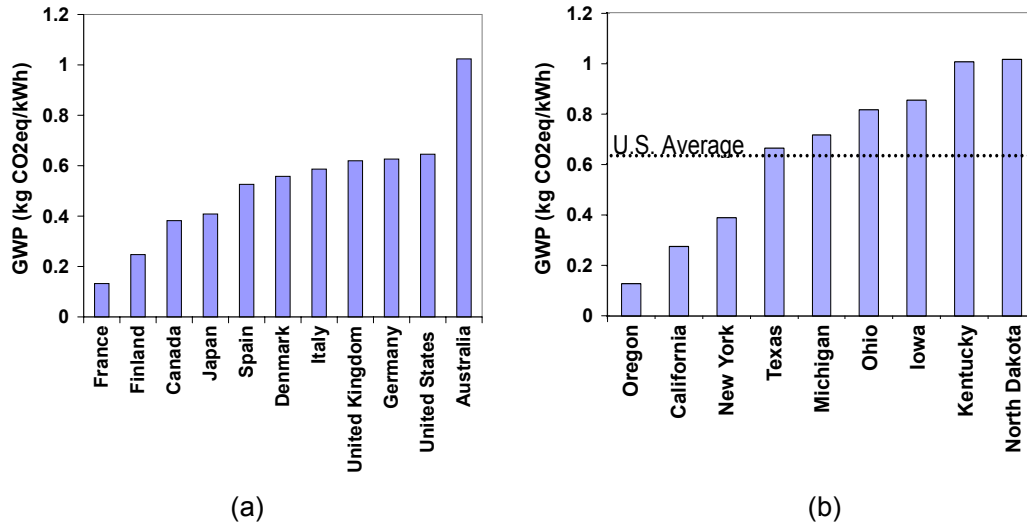 GWP (kg CO2eq/kWh)
1.2
1
0.8
0.6
0.4
0.2
0
France
Finland
Canada
Japan
Spain
Denmark
Italy
United Kingdom
Germany
United States
Australia
(a)
GWP (kg CO2eq/kWh)
1.2
1
0.8
0.6
0.4
0.2
0
U.S. Average
Oregon
California
New York
Texas
Michigan
Ohio
Iowa
Kentucky
North Dakota
(b)